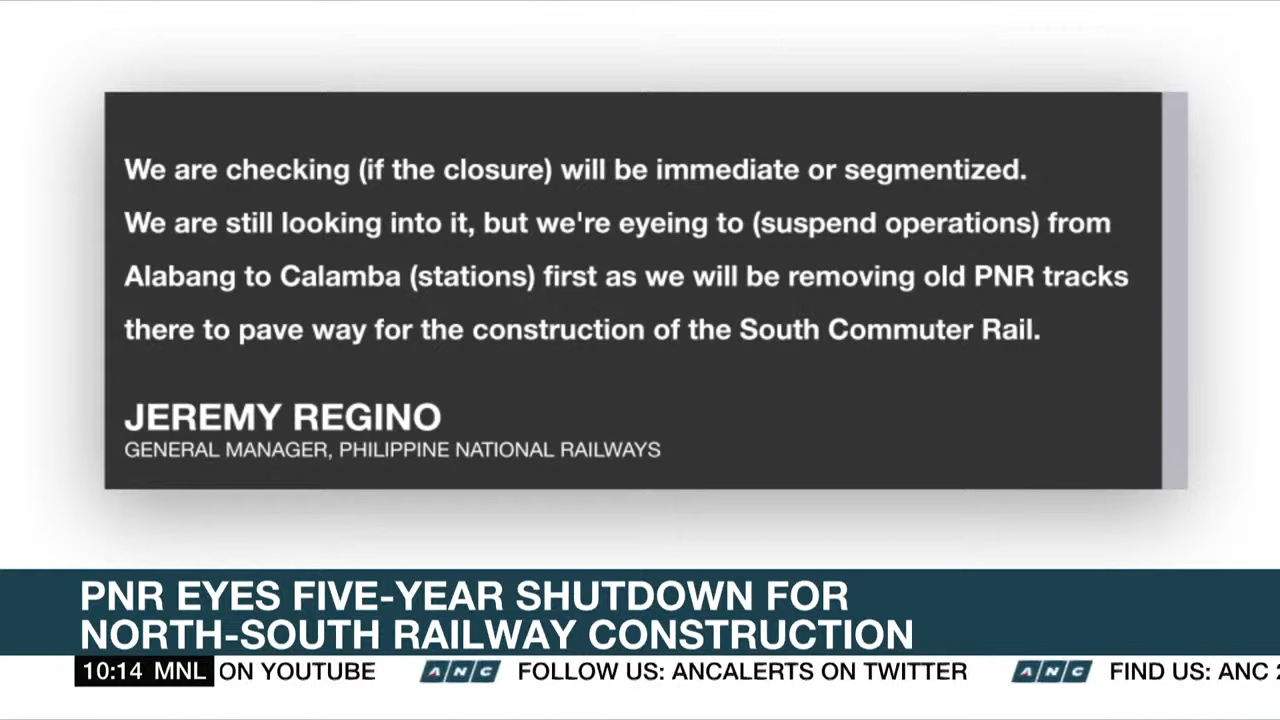 We are checking (if the closure) will be immediate or segmentized.
We are still looking into it, but we're eyeing to (suspend operations) from
Alabang to Calamba (stations) first as we will be removing old PNR tracks
there to pave way for the construction of the South Commuter Rail.
JEREMY REGINO
GENERAL MANAGER, PHILIPPINE NATIONAL RAILWAYS
PNR EYES FIVE-YEAR SHUTDOWN FOR
NORTH-SOUTH RAILWAY CONSTRUCTION
10:14 MNL ON YOUTUBE ANC FOLLOW US: ANCALERTS ON TWITTER ANC FIND US: ANC 2